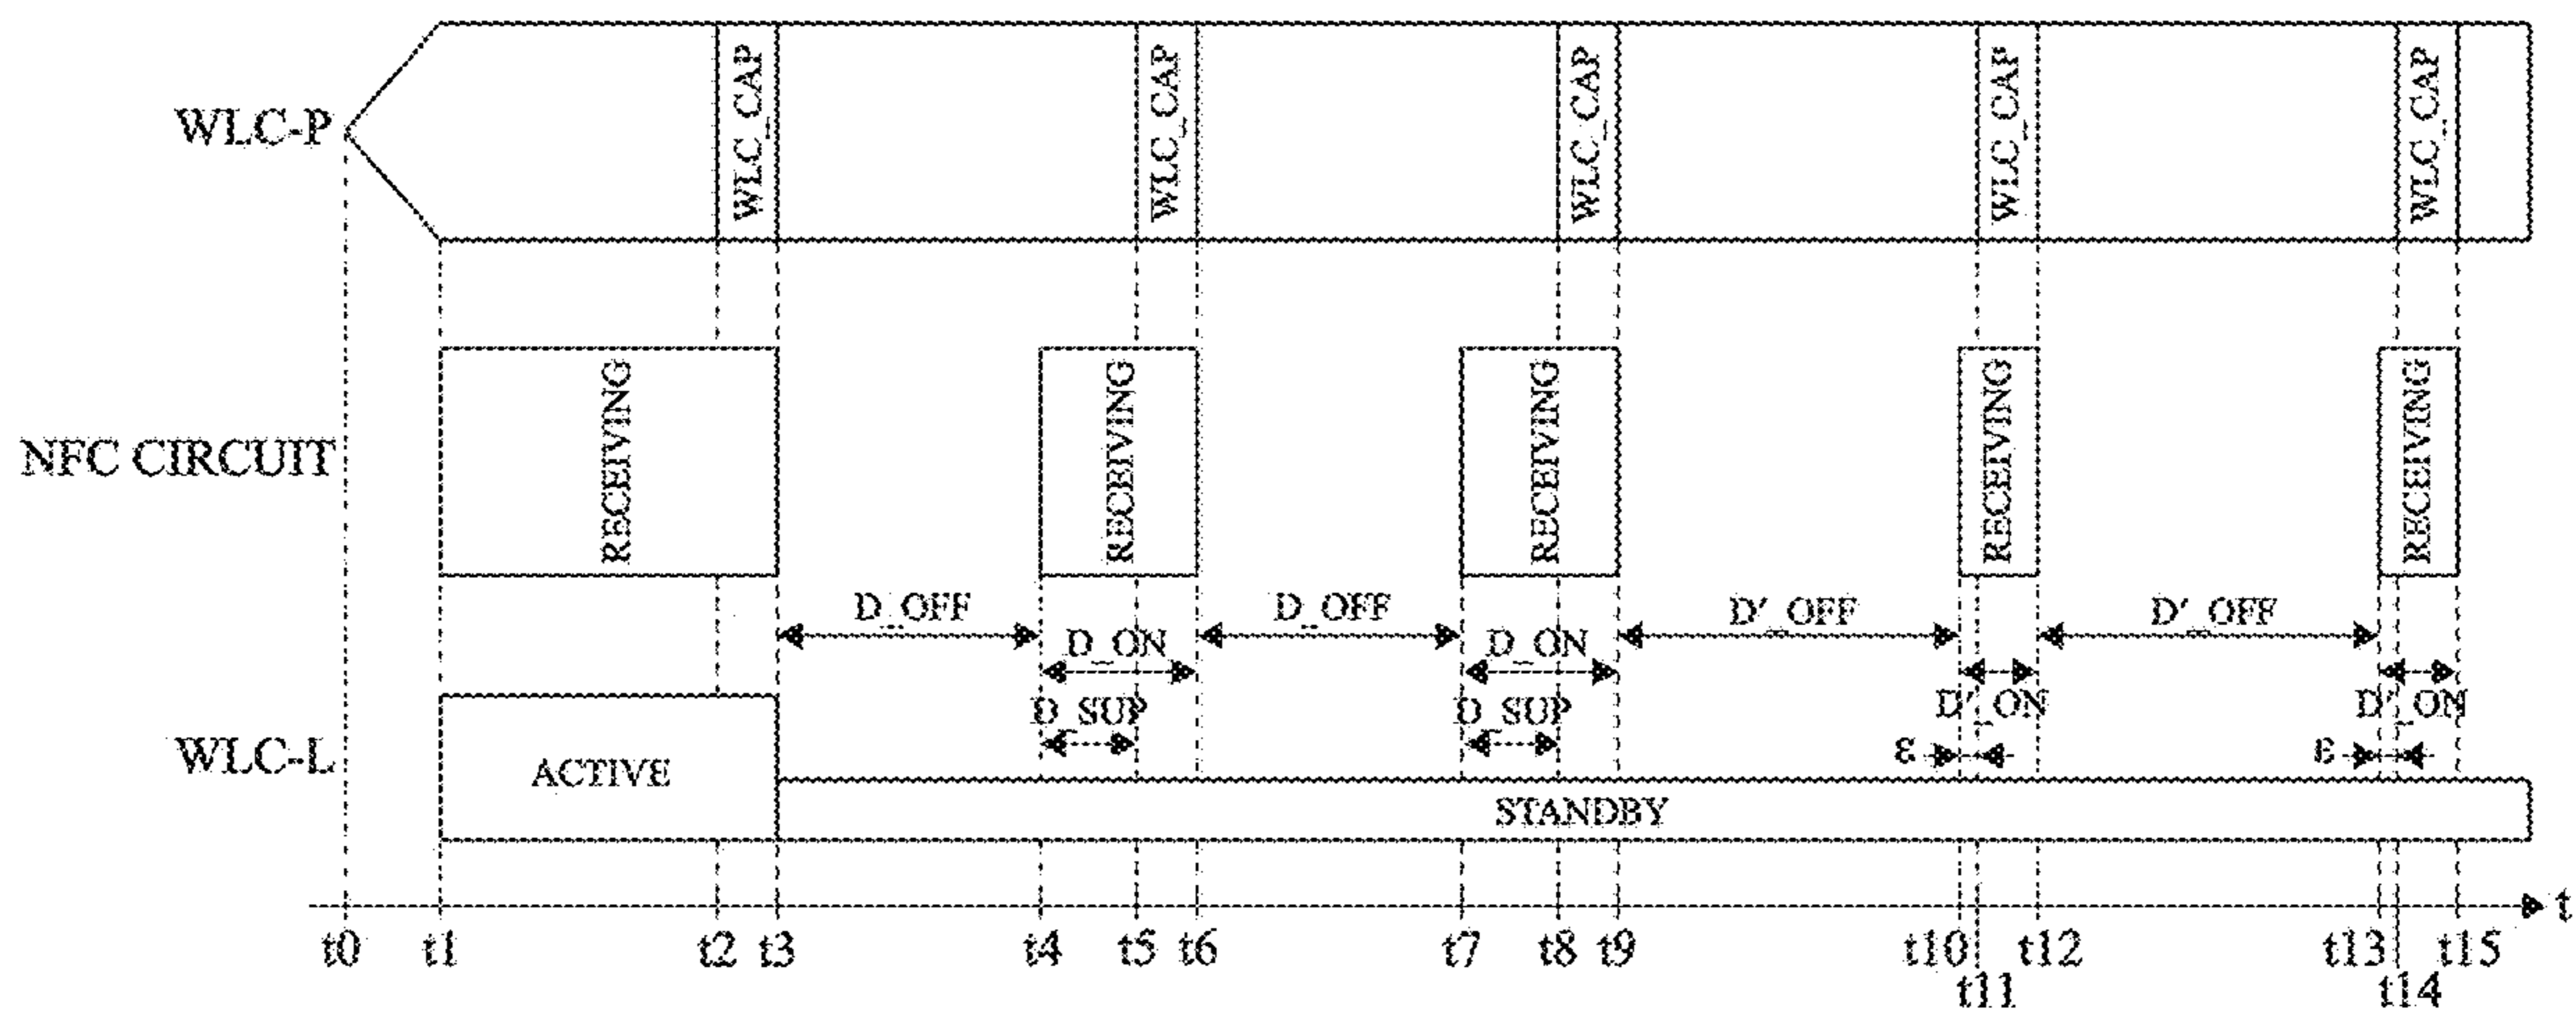 WLC-P
WLC_CAP
WLC_CAP
WLC_CAP
WLC_CAP
WLC_CAP
NFC CIRCUIT
RECEIVING
RECEIVING
RECEIVING
RECEIVING
RECEIVING
D_OFF
D_OFF
D'_OFF
D'_OFF
D_ON
D_ON
D'_ON
D'_ON
D_SUP
D_SUP
ε
ε
WLC-L
ACTIVE
STANDBY
t
t0 t1 t2 t3 t4 t5 t6 t7 t8 t9 t10 t12 t13 t15
t11 t14